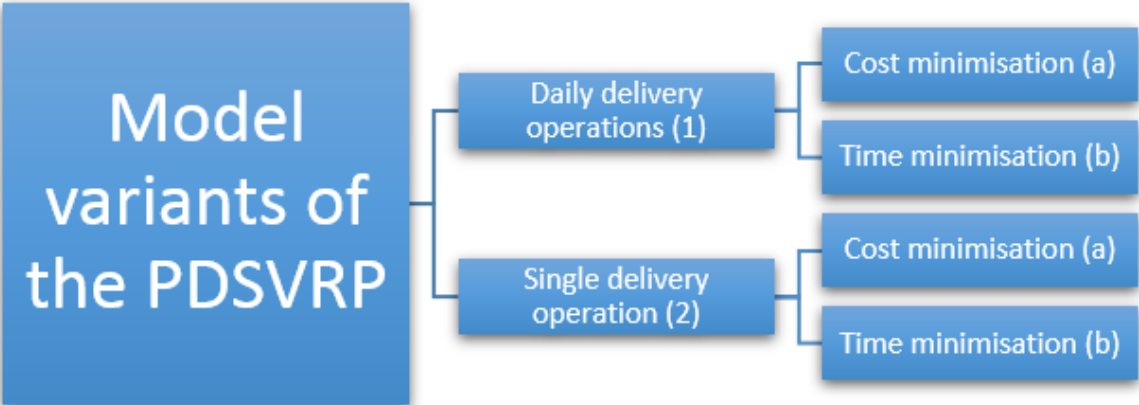 Model
variants of
the PDSVRP
Daily delivery
operations (1)
Cost minimisation (a)
Time minimisation (b)
Single delivery
operation (2)
Cost minimisation (a)
Time minimisation (b)